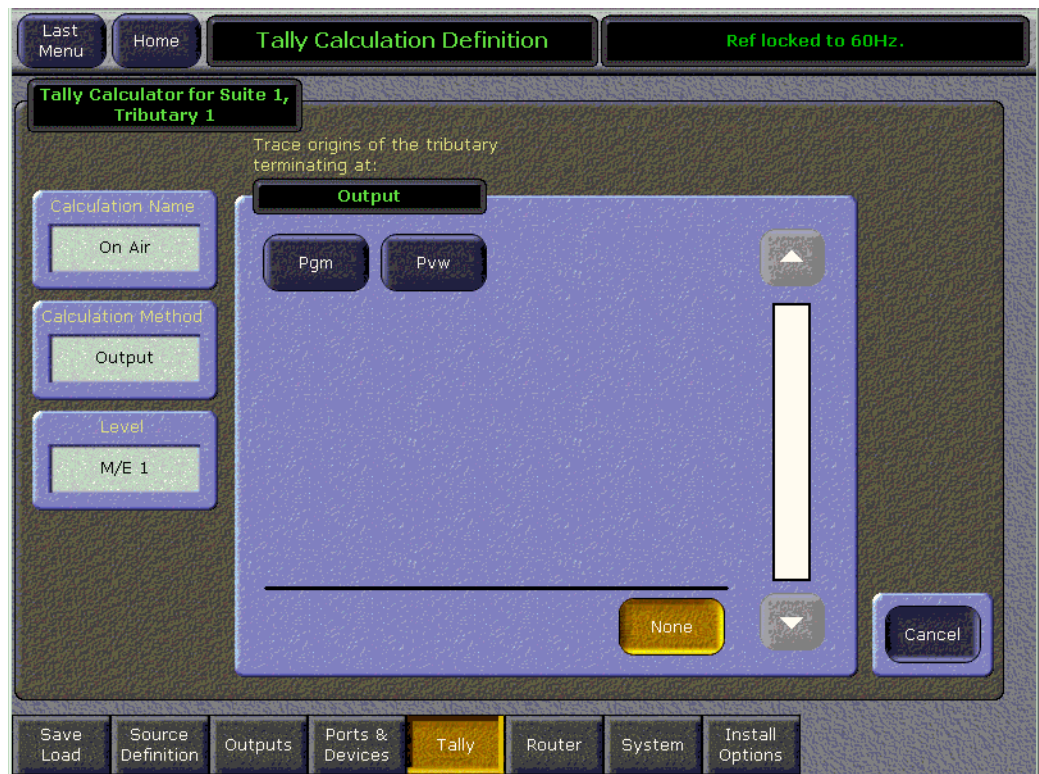 Last
Menu
Home
Tally Calculation Definition
Ref locked to 60Hz.
Tally Calculator for Suite 1,
Tributary 1
Trace origins of the tributary
terminating at:
Output
Calculation Name
On Air
Pgm
Pvw
Calculation Method
Output
Level
M/E 1
None
Cancel
Save
Load
Source
Definition
Outputs
Ports &
Devices
Tally
Router
System
Install
Options